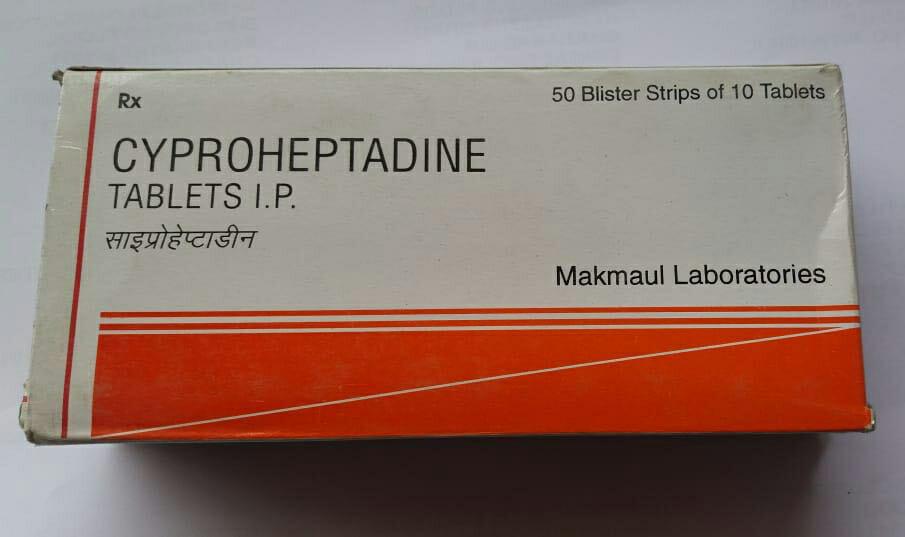 Rx
50 Blister Strips of 10 Tablets
CYPROHEPTADINE
TABLETS I.P.
साइप्रोहेप्टाडीन
Makmaul Laboratories